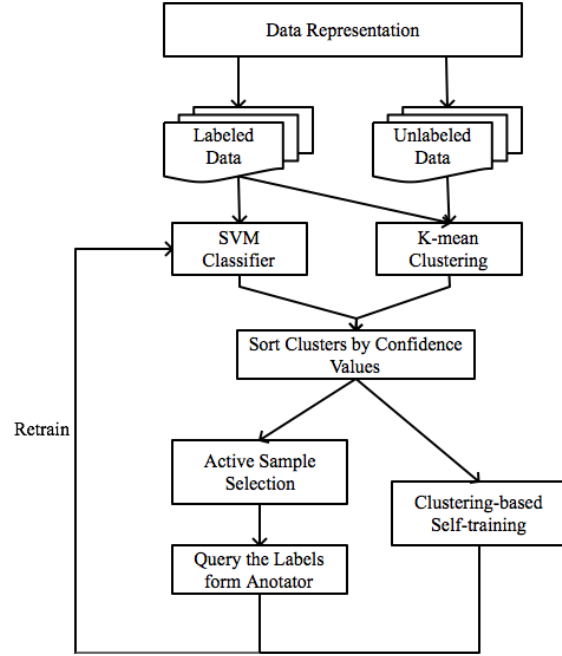 Data Representation
Labeled
Data
Unlabeled
Data
SVM
Classifier
K-mean
Clustering
Sort Clusters by Confidence
Values
Retrain
Active Sample
Selection
Clustering-based
Self-training
Query the Labels
form Anotator